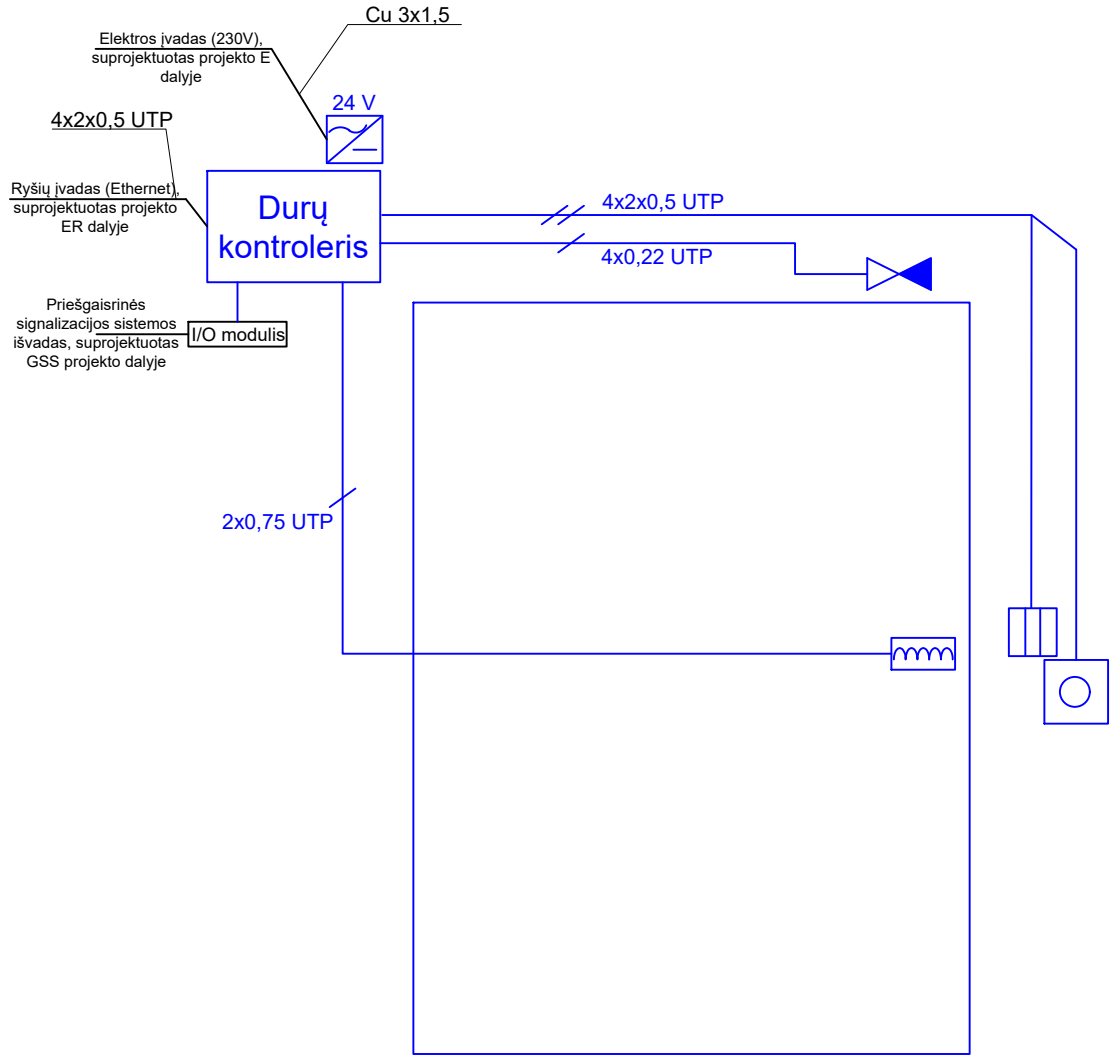 Cu 3x1,5
Elektros įvadas (230V),
suprojektuotas projekto E
dalyje
24 V
4x2x0,5 UTP
Ryšių įvadas (Ethernet),
suprojektuotas projekto
ER dalyje
Durų
kontroleris
4x2x0,5 UTP
4x0,22 UTP
Priešgaisrinės
signalizacijos sistemos
išvadas, suprojektuotas
GSS projekto dalyje
I/O modulis
2x0,75 UTP